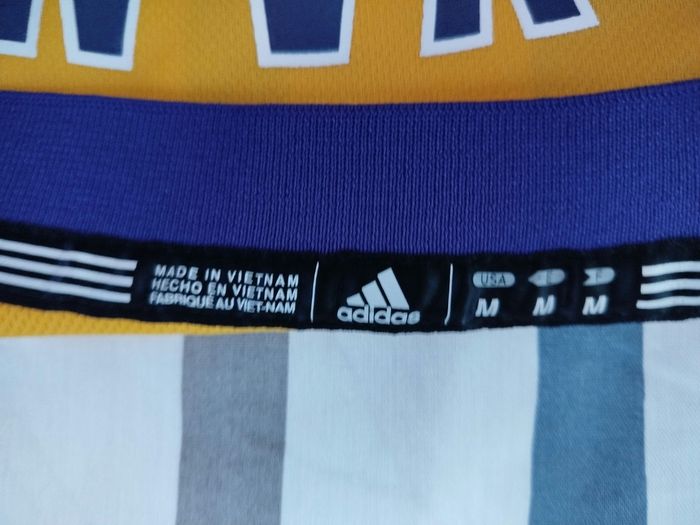 MADE IN VIETNAM
HECHO EN VIETNAM
FABRIQUÉ AU VIET-NAM
adidas
USA
M
M
F
M